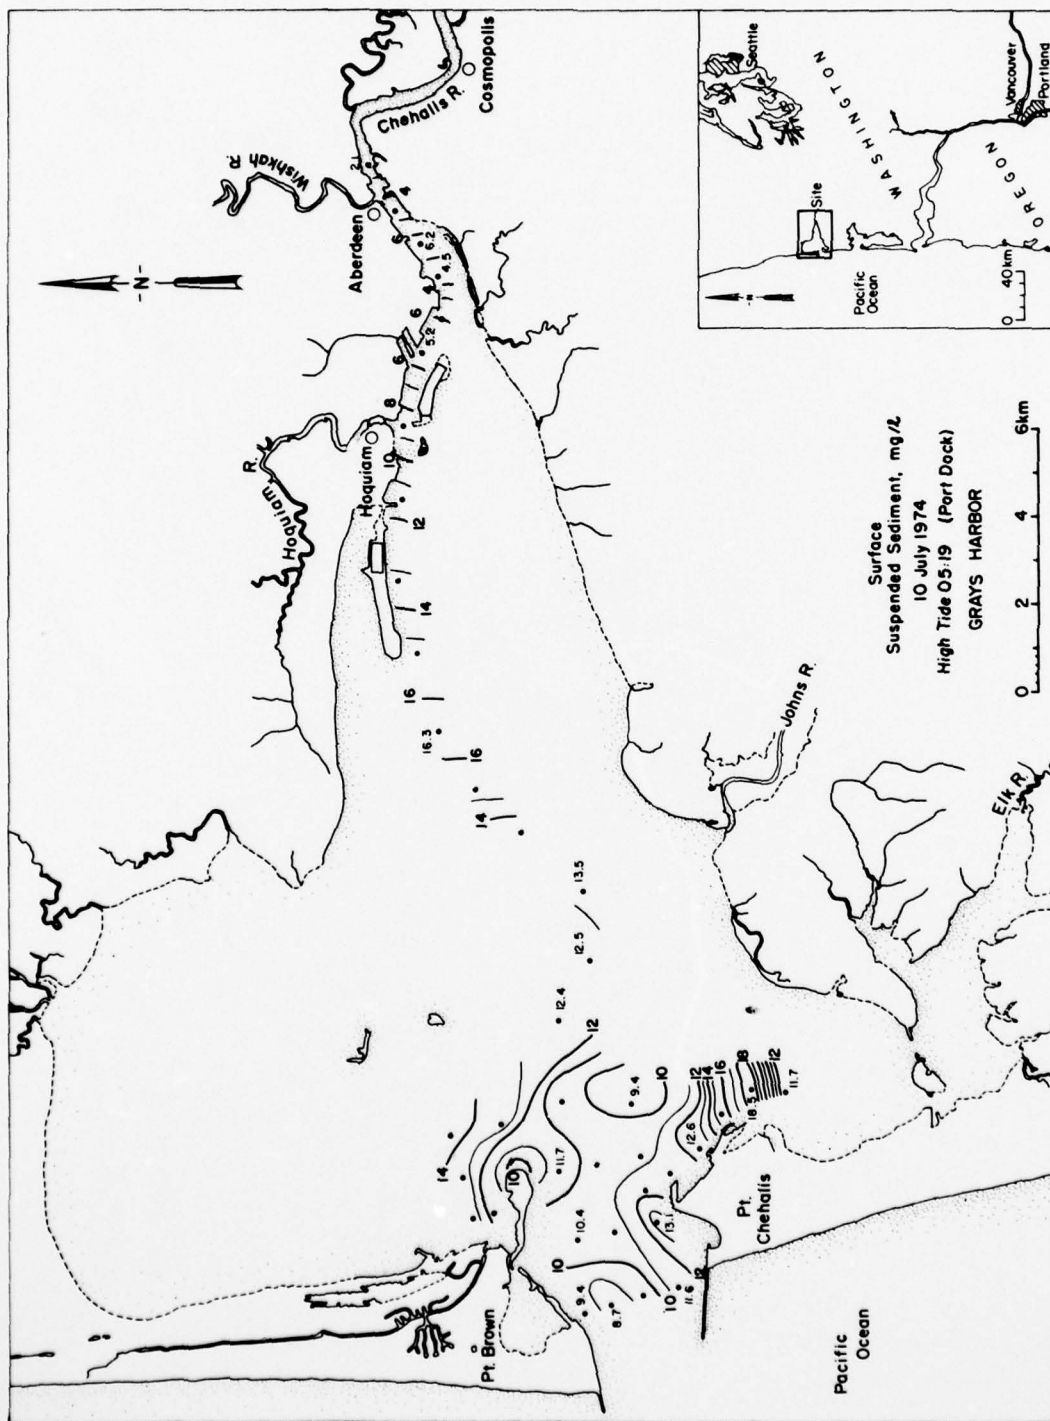 Surface
Suspended Sediment, mg/ℓ
10 July 1974
High Tide 05:19 (Port Dock)
GRAYS HARBOR
0 2 4 6km
-N-
Wishkah R.
Chehalis R.
Cosmopolis
Aberdeen
Hoquiam R.
Hoquiam
Johns R.
Elk R.
Pt. Brown
Pt. Chehalis
Pacific
Ocean
4
6
6.2
4.5
4
6
5.2
6
8
10
12
14
16
16.3
16
14
13.5
12.5
12.4
12
14
10
11.7
10.4
10
9.4
8.7
9.4
10
12
14
16
18
12
18.5
11.7
12.6
13.1
10
11.6
12
Seattle
WASHINGTON
Vancouver
Portland
OREGON
Site
Pacific
Ocean
-N-
0 40km